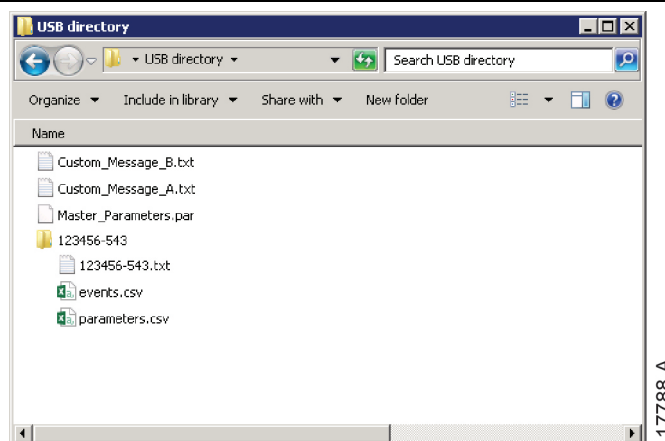 USB directory
USB directory
Search USB directory
Organize Include in library Share with New folder
Name
Custom_Message_B.txt
Custom_Message_A.txt
Master_Parameters.par
123456-543
123456-543.txt
events.csv
parameters.csv
17788 A